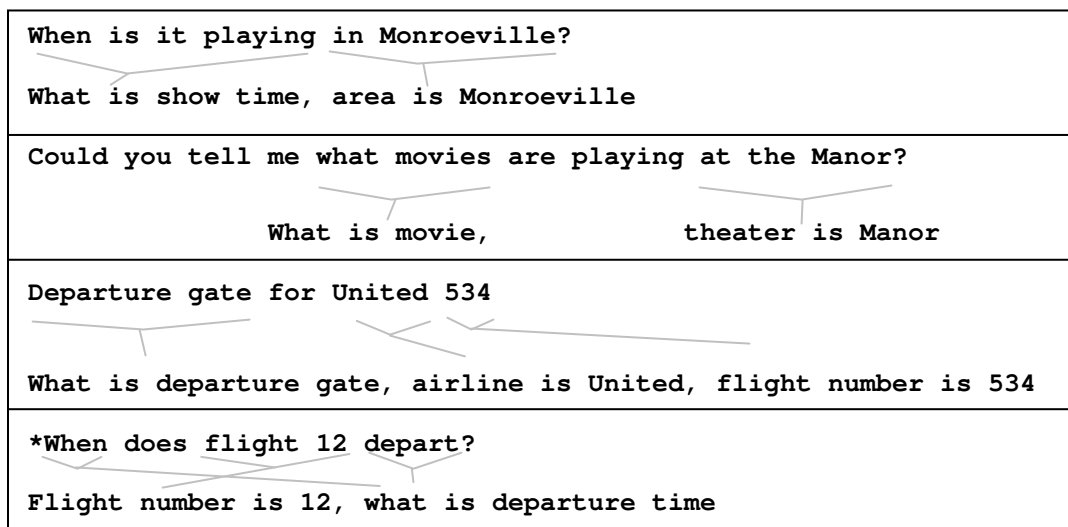 When is it playing in Monroeville?
What is show time, area is Monroeville
Could you tell me what movies are playing at the Manor?
What is movie, theater is Manor
Departure gate for United 534
What is departure gate, airline is United, flight number is 534
*When does flight 12 depart?
Flight number is 12, what is departure time